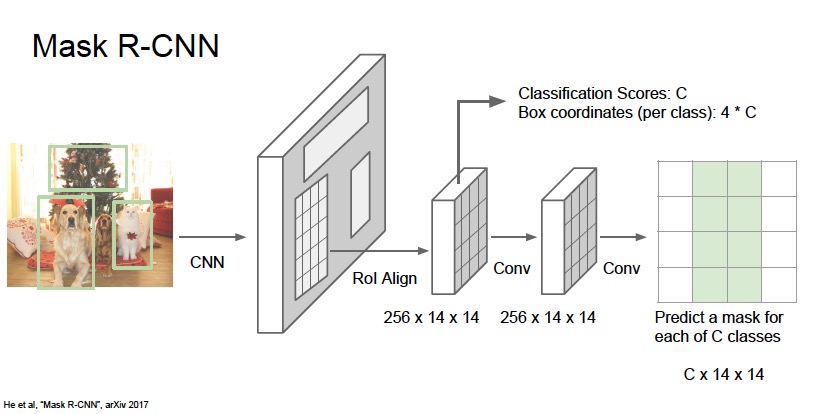 Mask R-CNN
Classification Scores: C
Box coordinates (per class): 4 * C
CNN
RoI Align
Conv
Conv
256 x 14 x 14
256 x 14 x 14
Predict a mask for
each of C classes
C x 14 x 14
He et al, "Mask R-CNN", arXiv 2017